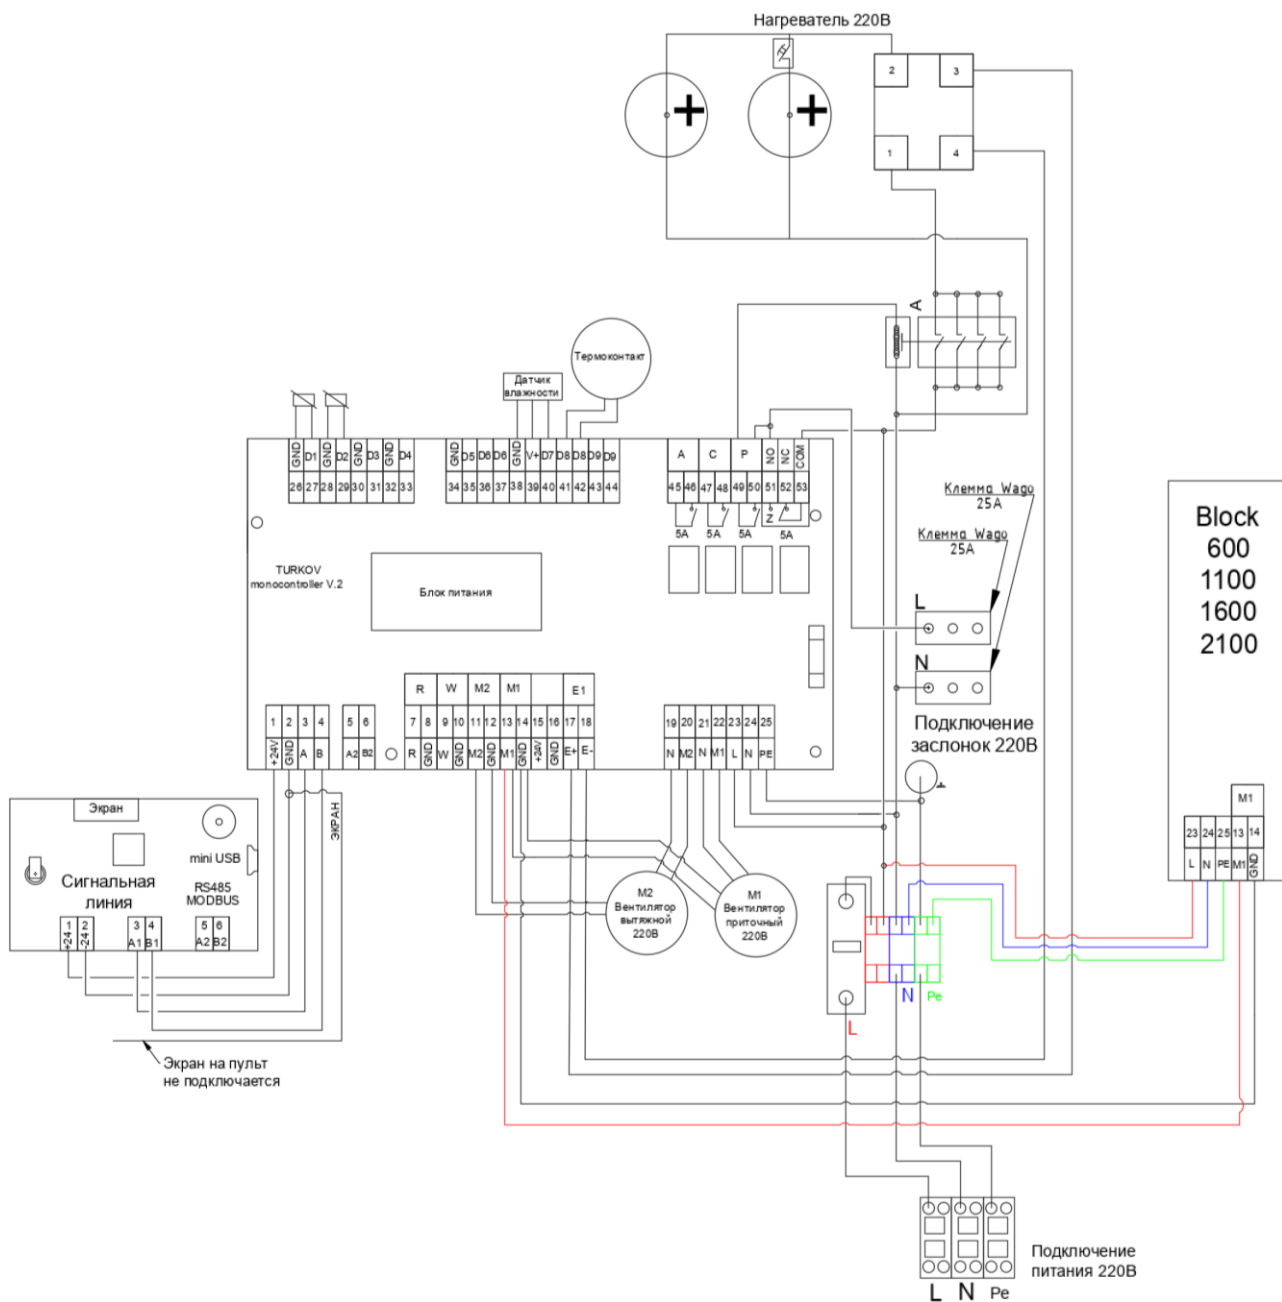 Нагреватель 220В
2
3
1
4
A
Термоконтакт
Датчик
влажности
GND D1 GND D2 GND D3 GND D4
26 27 28 29 30 31 32 33
GND D5 D6 D6 GND V+ D7 D8 D8 D9 D9
34 35 36 37 38 39 40 41 42 43 44
A C P NO NC COM
45 46 47 48 49 50 51 52 53
Z
5A 5A 5A 5A
TURKOV
monocontroller V.2
Блок питания
Клемма Wago
25A
Клемма Wago
25A
L
N
Подключение
заслонок 220В
Block
600
1100
1600
2100
R W M2 M1 E1
1 2 3 4
+24V GND A B
5 6
A2 B2
7 8 9 10 11 12 13 14 15 16 17 18
R GND W GND M2 GND M1 GND +24V GND E+ E-
19 20 21 22 23 24 25
N M2 N M1 L N PE
M1
23 24 25 13 14
L N PE M1 GND
Экран
ЭКРАН
mini USB
Сигнальная
линия
RS485
MODBUS
1 2
+24 -24
3 4
A1 B1
5 6
A2 B2
M2
Вентилятор
вытяжной
220В
M1
Вентилятор
приточный
220В
L
N
Pe
Экран на пульт
не подключается
Подключение
питания 220В
L N Pe